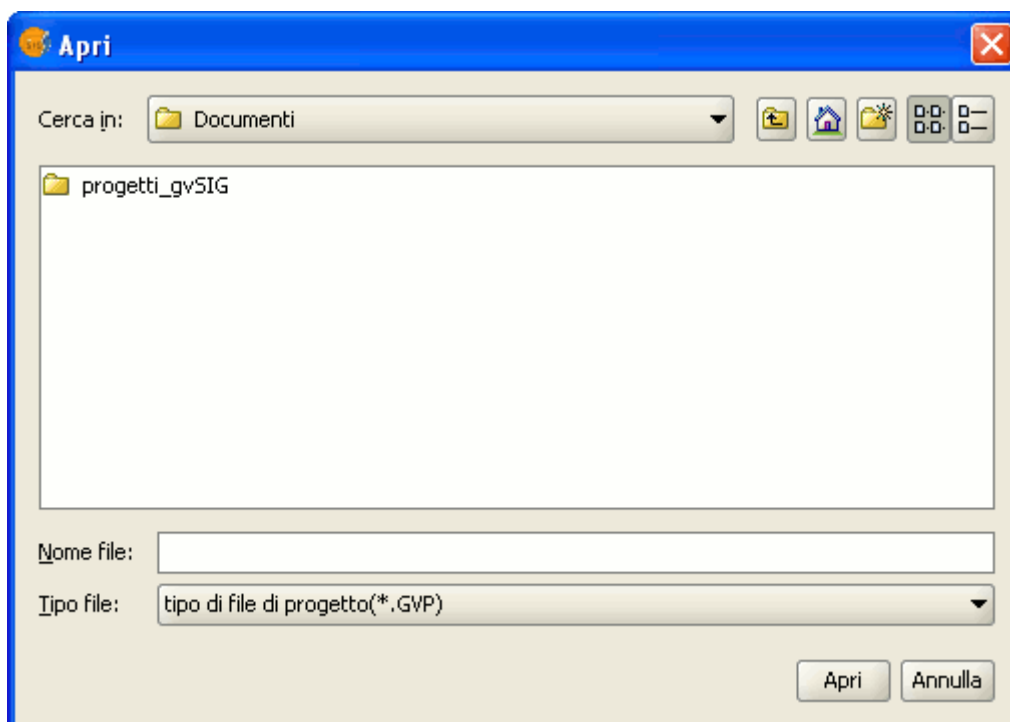 Apri
Cerca in: Documenti
progetti_gvSIG
Nome file:
Tipo file: tipo di file di progetto(*.GVP)
Apri Annulla